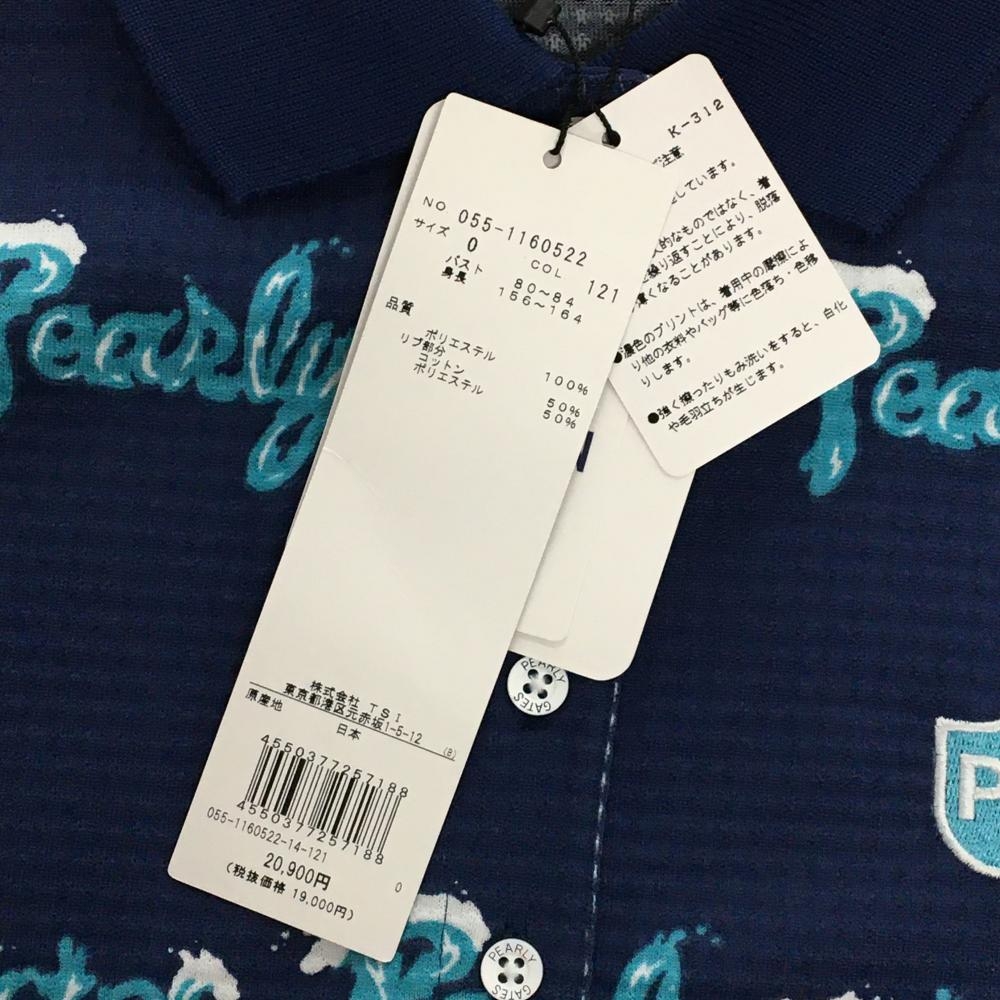 NO 055-1160522
サイズ 0 COL 121
バスト 80~84
身長 156~164
品質
ポリエステル 100%
リブ部分
コットン 50%
ポリエステル 50%
株式会社 TSI
東京都港区元赤坂1-5-12
(B)
原産地 日本
4550377257188
4550377257188
055-1160522-14-121
20,900円
(税抜価格 19,000円)
0
K-312
ご注意
しています。
的なものではなく、着
繰り返すことにより、脱落
くなることがあります。
●濃色のプリントは、着用中の摩擦によ
り他の衣料やバッグ等に色落ち・色移
りします。
●強く擦ったりもみ洗いをすると、白化
や毛羽立ちが生じます。
Pearly
Pea
PEARLY GATES
P
PEARLY GATES